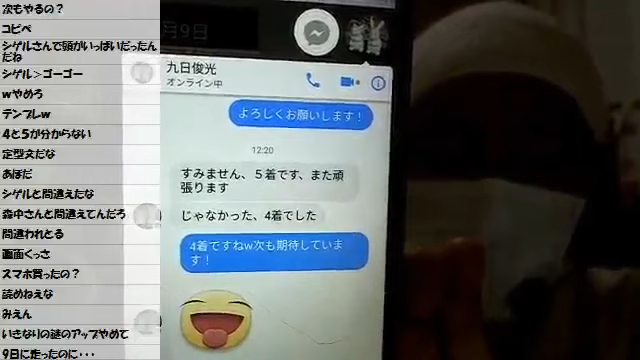 次もやるの？
コピペ
シゲルさんで頭がいっぱいだったん
だね
シゲル＞ゴーゴー
wやめろ
テンプレw
4と5が分からない
定型文だな
あほだ
シゲルと間違えたな
森中さんと間違えてんだろ
間違われとる
画面くっさ
スマホ買ったの？
読めねえな
みえん
いきなりの謎のアップやめて
9日に走ったのに・・・
月9日
九日俊光
オンライン中
よろしくお願いします！
12:20
すみません、5着です、また頑
張ります
じゃなかった、4着でした
4着ですねw次も期待していま
す！